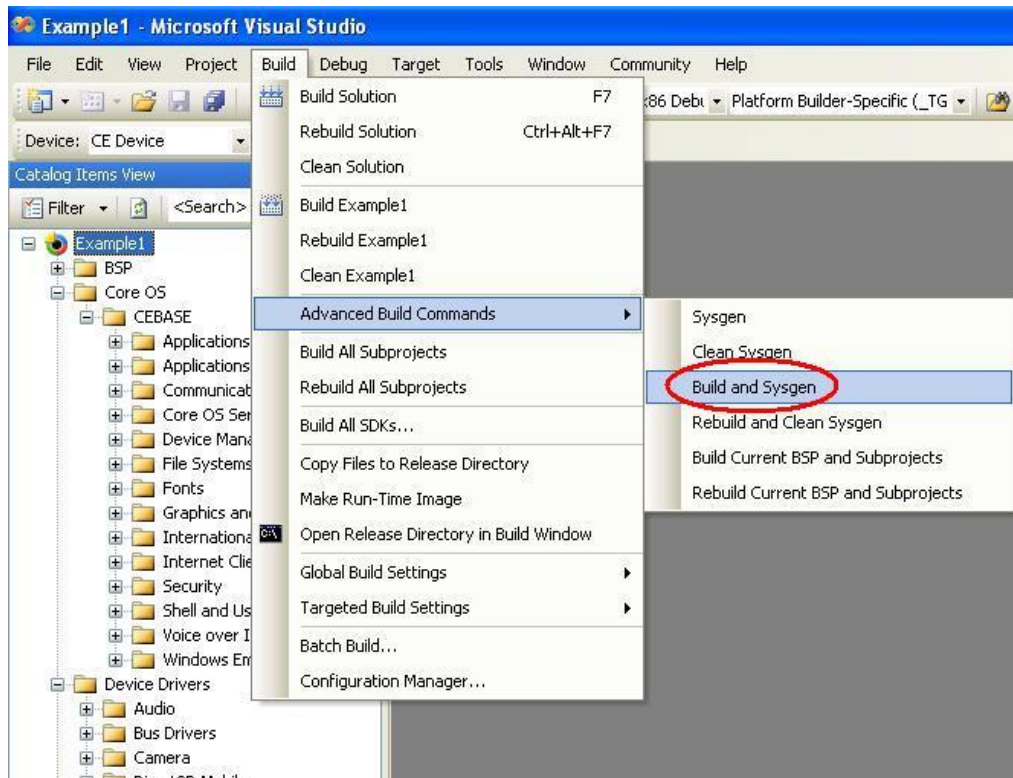 Example1 - Microsoft Visual Studio
File Edit View Project Build Debug Target Tools Window Community Help
x86 Debu Platform Builder-Specific (_TG
Device: CE Device
Catalog Items View
Filter <Search>
Example1
BSP
Core OS
CEBASE
Applications
Applications
Communicat
Core OS Ser
Device Mana
File Systems
Fonts
Graphics an
Internationa
Internet Clie
Security
Shell and Us
Voice over I
Windows Em
Device Drivers
Audio
Bus Drivers
Camera
Build Solution F7
Rebuild Solution Ctrl+Alt+F7
Clean Solution
Build Example1
Rebuild Example1
Clean Example1
Advanced Build Commands
Build All Subprojects
Rebuild All Subprojects
Build All SDKs...
Copy Files to Release Directory
Make Run-Time Image
Open Release Directory in Build Window
Global Build Settings
Targeted Build Settings
Batch Build...
Configuration Manager...
Sysgen
Clean Sysgen
Build and Sysgen
Rebuild and Clean Sysgen
Build Current BSP and Subprojects
Rebuild Current BSP and Subprojects